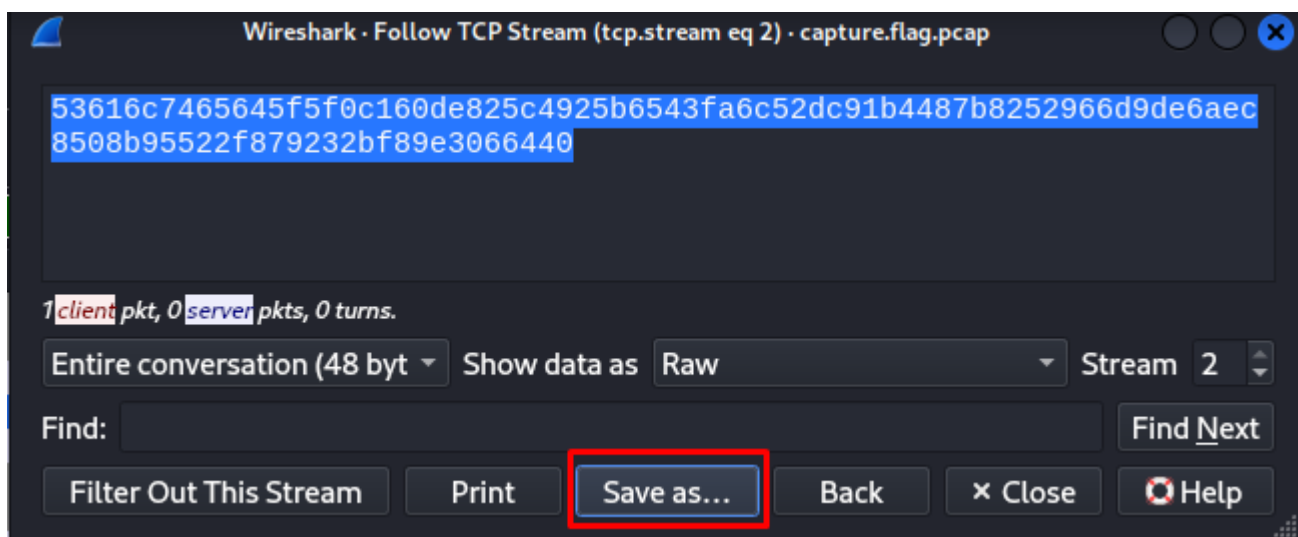 Wireshark · Follow TCP Stream (tcp.stream eq 2) · capture.flag.pcap
53616c7465645f5f0c160de825c4925b6543fa6c52dc91b4487b8252966d9de6aec
8508b95522f879232bf89e3066440
1 client pkt, 0 server pkts, 0 turns.
Entire conversation (48 byt Show data as Raw Stream 2
Find: Find Next
Filter Out This Stream Print Save as... Back × Close Help